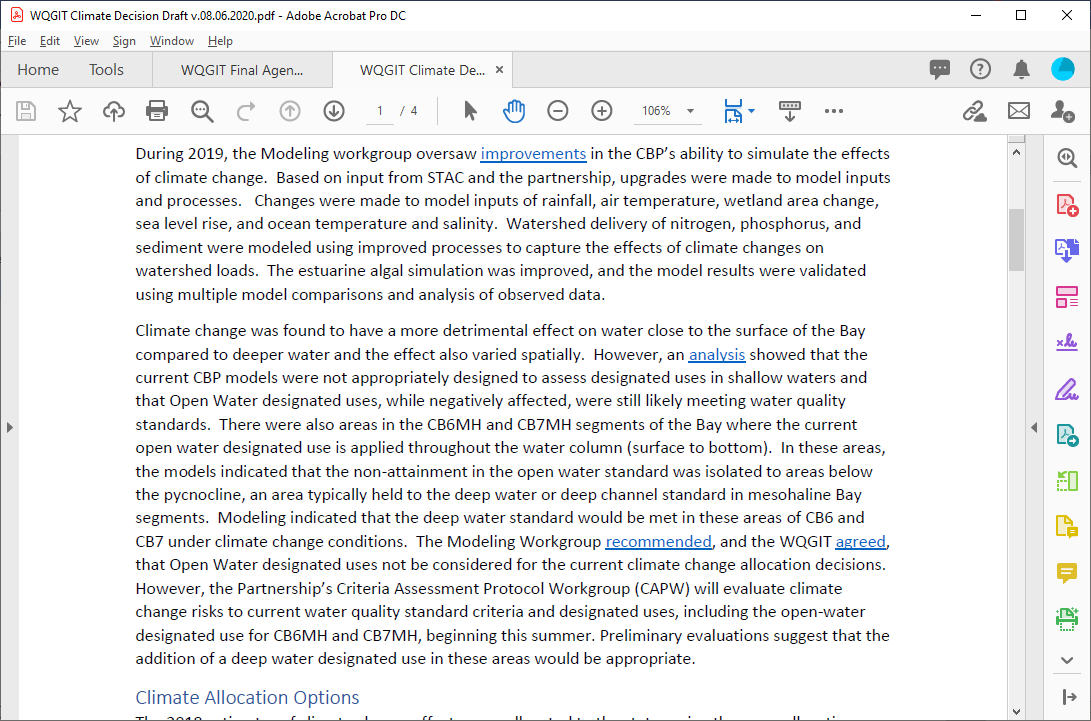 WQGIT Climate Decision Draft v.08.06.2020.pdf - Adobe Acrobat Pro DC
File Edit View Sign Window Help
Home Tools WQGIT Final Agen... WQGIT Climate De... ×
1 / 4 106%
During 2019, the Modeling workgroup oversaw improvements in the CBP’s ability to simulate the effects
of climate change.  Based on input from STAC and the partnership, upgrades were made to model inputs
and processes.   Changes were made to model inputs of rainfall, air temperature, wetland area change,
sea level rise, and ocean temperature and salinity.  Watershed delivery of nitrogen, phosphorus, and
sediment were modeled using improved processes to capture the effects of climate changes on
watershed loads.  The estuarine algal simulation was improved, and the model results were validated
using multiple model comparisons and analysis of observed data.
Climate change was found to have a more detrimental effect on water close to the surface of the Bay
compared to deeper water and the effect also varied spatially.  However, an analysis showed that the
current CBP models were not appropriately designed to assess designated uses in shallow waters and
that Open Water designated uses, while negatively affected, were still likely meeting water quality
standards.  There were also areas in the CB6MH and CB7MH segments of the Bay where the current
open water designated use is applied throughout the water column (surface to bottom).  In these areas,
the models indicated that the non-attainment in the open water standard was isolated to areas below
the pycnocline, an area typically held to the deep water or deep channel standard in mesohaline Bay
segments.  Modeling indicated that the deep water standard would be met in these areas of CB6 and
CB7 under climate change conditions.  The Modeling Workgroup recommended, and the WQGIT agreed,
that Open Water designated uses not be considered for the current climate change allocation decisions.
However, the Partnership’s Criteria Assessment Protocol Workgroup (CAPW) will evaluate climate
change risks to current water quality standard criteria and designated uses, including the open-water
designated use for CB6MH and CB7MH, beginning this summer. Preliminary evaluations suggest that the
addition of a deep water designated use in these areas would be appropriate.
Climate Allocation Options